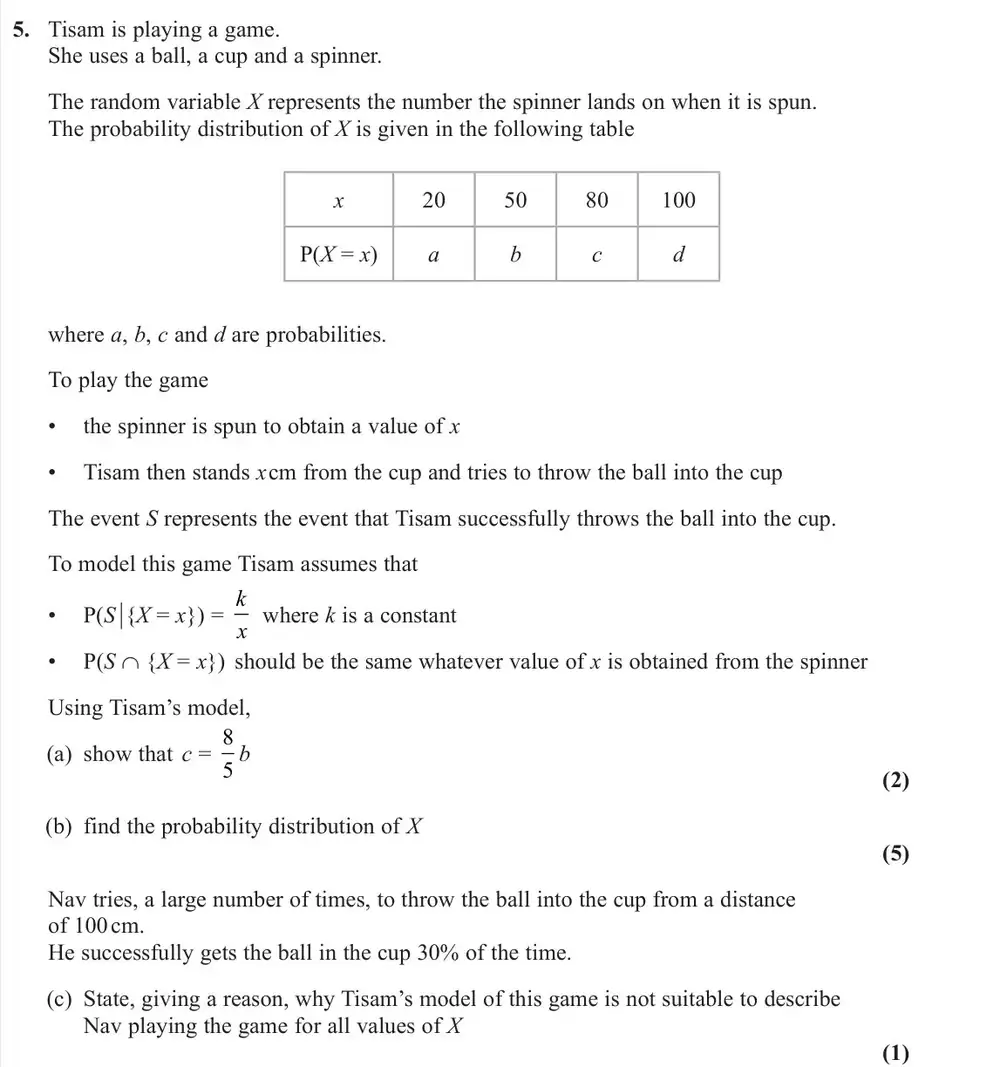 5. Tisam is playing a game.
She uses a ball, a cup and a spinner.
The random variable X represents the number the spinner lands on when it is spun.
The probability distribution of X is given in the following table
x 20 50 80 100
P(X = x) a b c d
where a, b, c and d are probabilities.
To play the game
• the spinner is spun to obtain a value of x
• Tisam then stands x cm from the cup and tries to throw the ball into the cup
The event S represents the event that Tisam successfully throws the ball into the cup.
To model this game Tisam assumes that
• P(S|{X = x}) = k/x where k is a constant
• P(S ∩ {X = x}) should be the same whatever value of x is obtained from the spinner
Using Tisam’s model,
(a) show that c = 8/5 b
(2)
(b) find the probability distribution of X
(5)
Nav tries, a large number of times, to throw the ball into the cup from a distance
of 100 cm.
He successfully gets the ball in the cup 30% of the time.
(c) State, giving a reason, why Tisam’s model of this game is not suitable to describe
Nav playing the game for all values of X
(1)